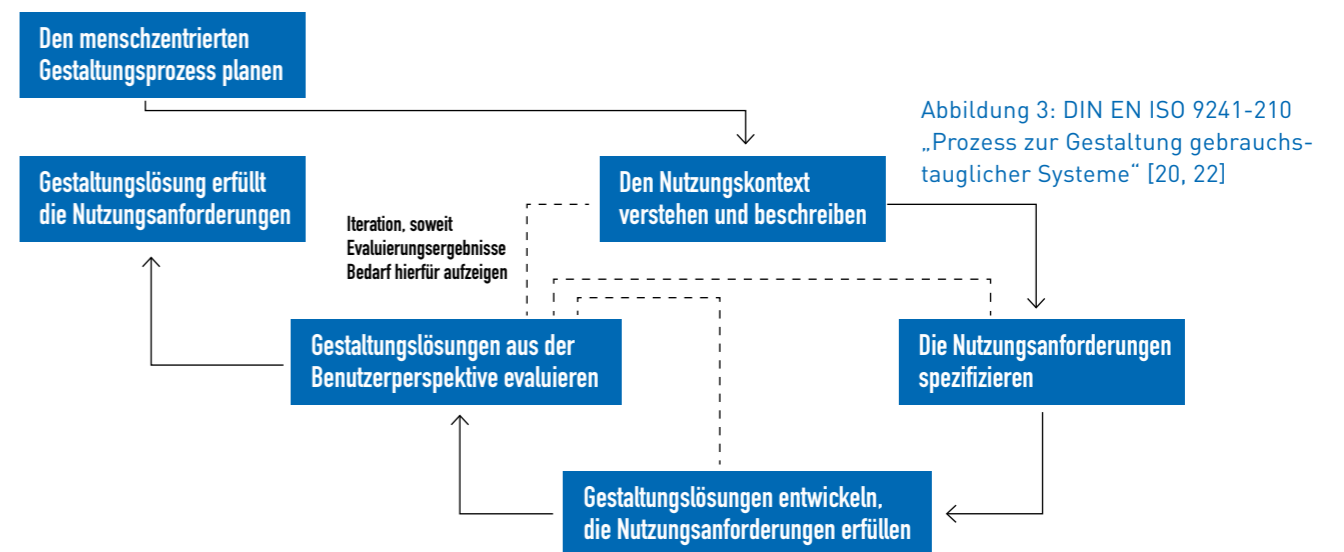 Den menschzentrierten
Gestaltungsprozess planen
Abbildung 3: DIN EN ISO 9241-210
„Prozess zur Gestaltung gebrauchs-
tauglicher Systeme“ [20, 22]
Gestaltungslösung erfüllt
die Nutzungsanforderungen
Den Nutzungskontext
verstehen und beschreiben
Iteration, soweit
Evaluierungsergebnisse
Bedarf hierfür aufzeigen
Gestaltungslösungen aus der
Benutzerperspektive evaluieren
Die Nutzungsanforderungen
spezifizieren
Gestaltungslösungen entwickeln,
die Nutzungsanforderungen erfüllen